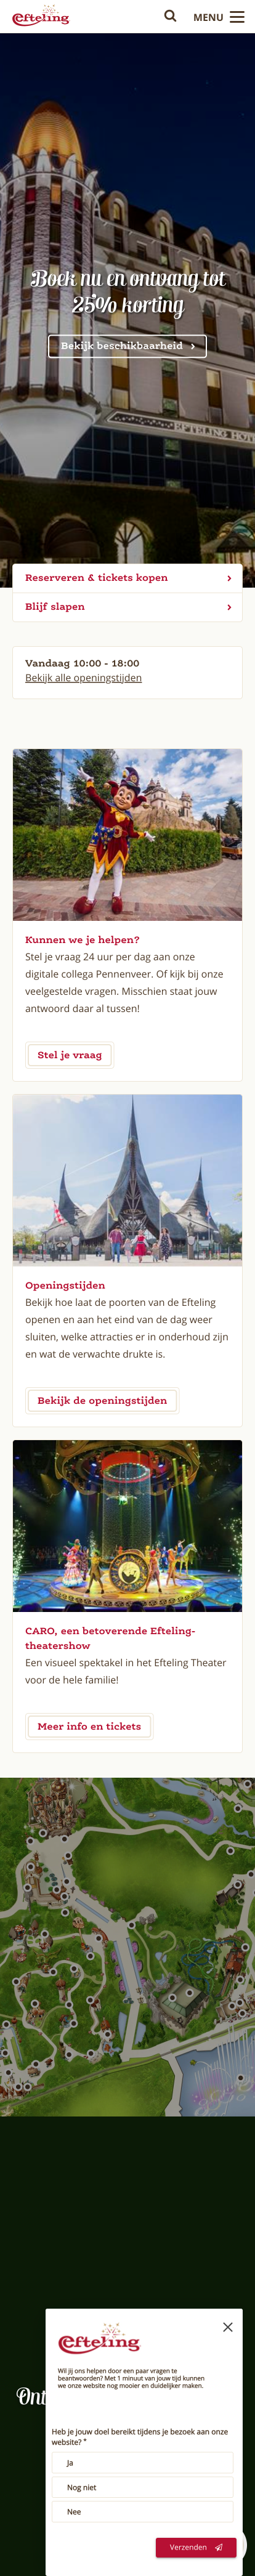 Efteling
MENU
Boek nu en ontvang tot
25% korting
Bekijk beschikbaarheid
Reserveren & tickets kopen
Blijf slapen
Vandaag 10:00 - 18:00
Bekijk alle openingstijden
Kunnen we je helpen?
Stel je vraag 24 uur per dag aan onze
digitale collega Pennenveer. Of kijk bij onze
veelgestelde vragen. Misschien staat jouw
antwoord daar al tussen!
Stel je vraag
Openingstijden
Bekijk hoe laat de poorten van de Efteling
openen en aan het eind van de dag weer
sluiten, welke attracties er in onderhoud zijn
en wat de verwachte drukte is.
Bekijk de openingstijden
CARO, een betoverende Efteling-
theatershow
Een visueel spektakel in het Efteling Theater
voor de hele familie!
Meer info en tickets
Efteling
Wil jij ons helpen door een paar vragen te
beantwoorden? Met 1 minuut van jouw tijd kunnen
we onze website nog mooier en duidelijker maken.
Ont
Heb je jouw doel bereikt tijdens je bezoek aan onze
website? *
Ja
Nog niet
Nee
Verzenden